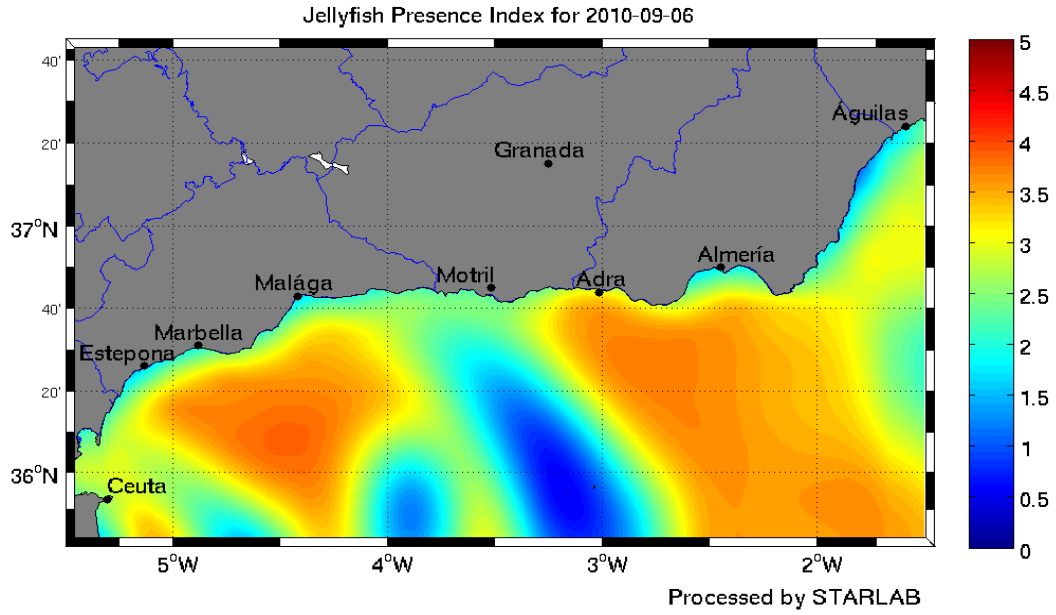 Jellyfish Presence Index for 2010-09-06
40'
20'
37°N
40'
20'
36°N
5°W
4°W
3°W
2°W
Águilas
Granada
Almería
Motril
Adra
Malága
Marbella
Estepona
Ceuta
5
4.5
4
3.5
3
2.5
2
1.5
1
0.5
0
Processed by STARLAB